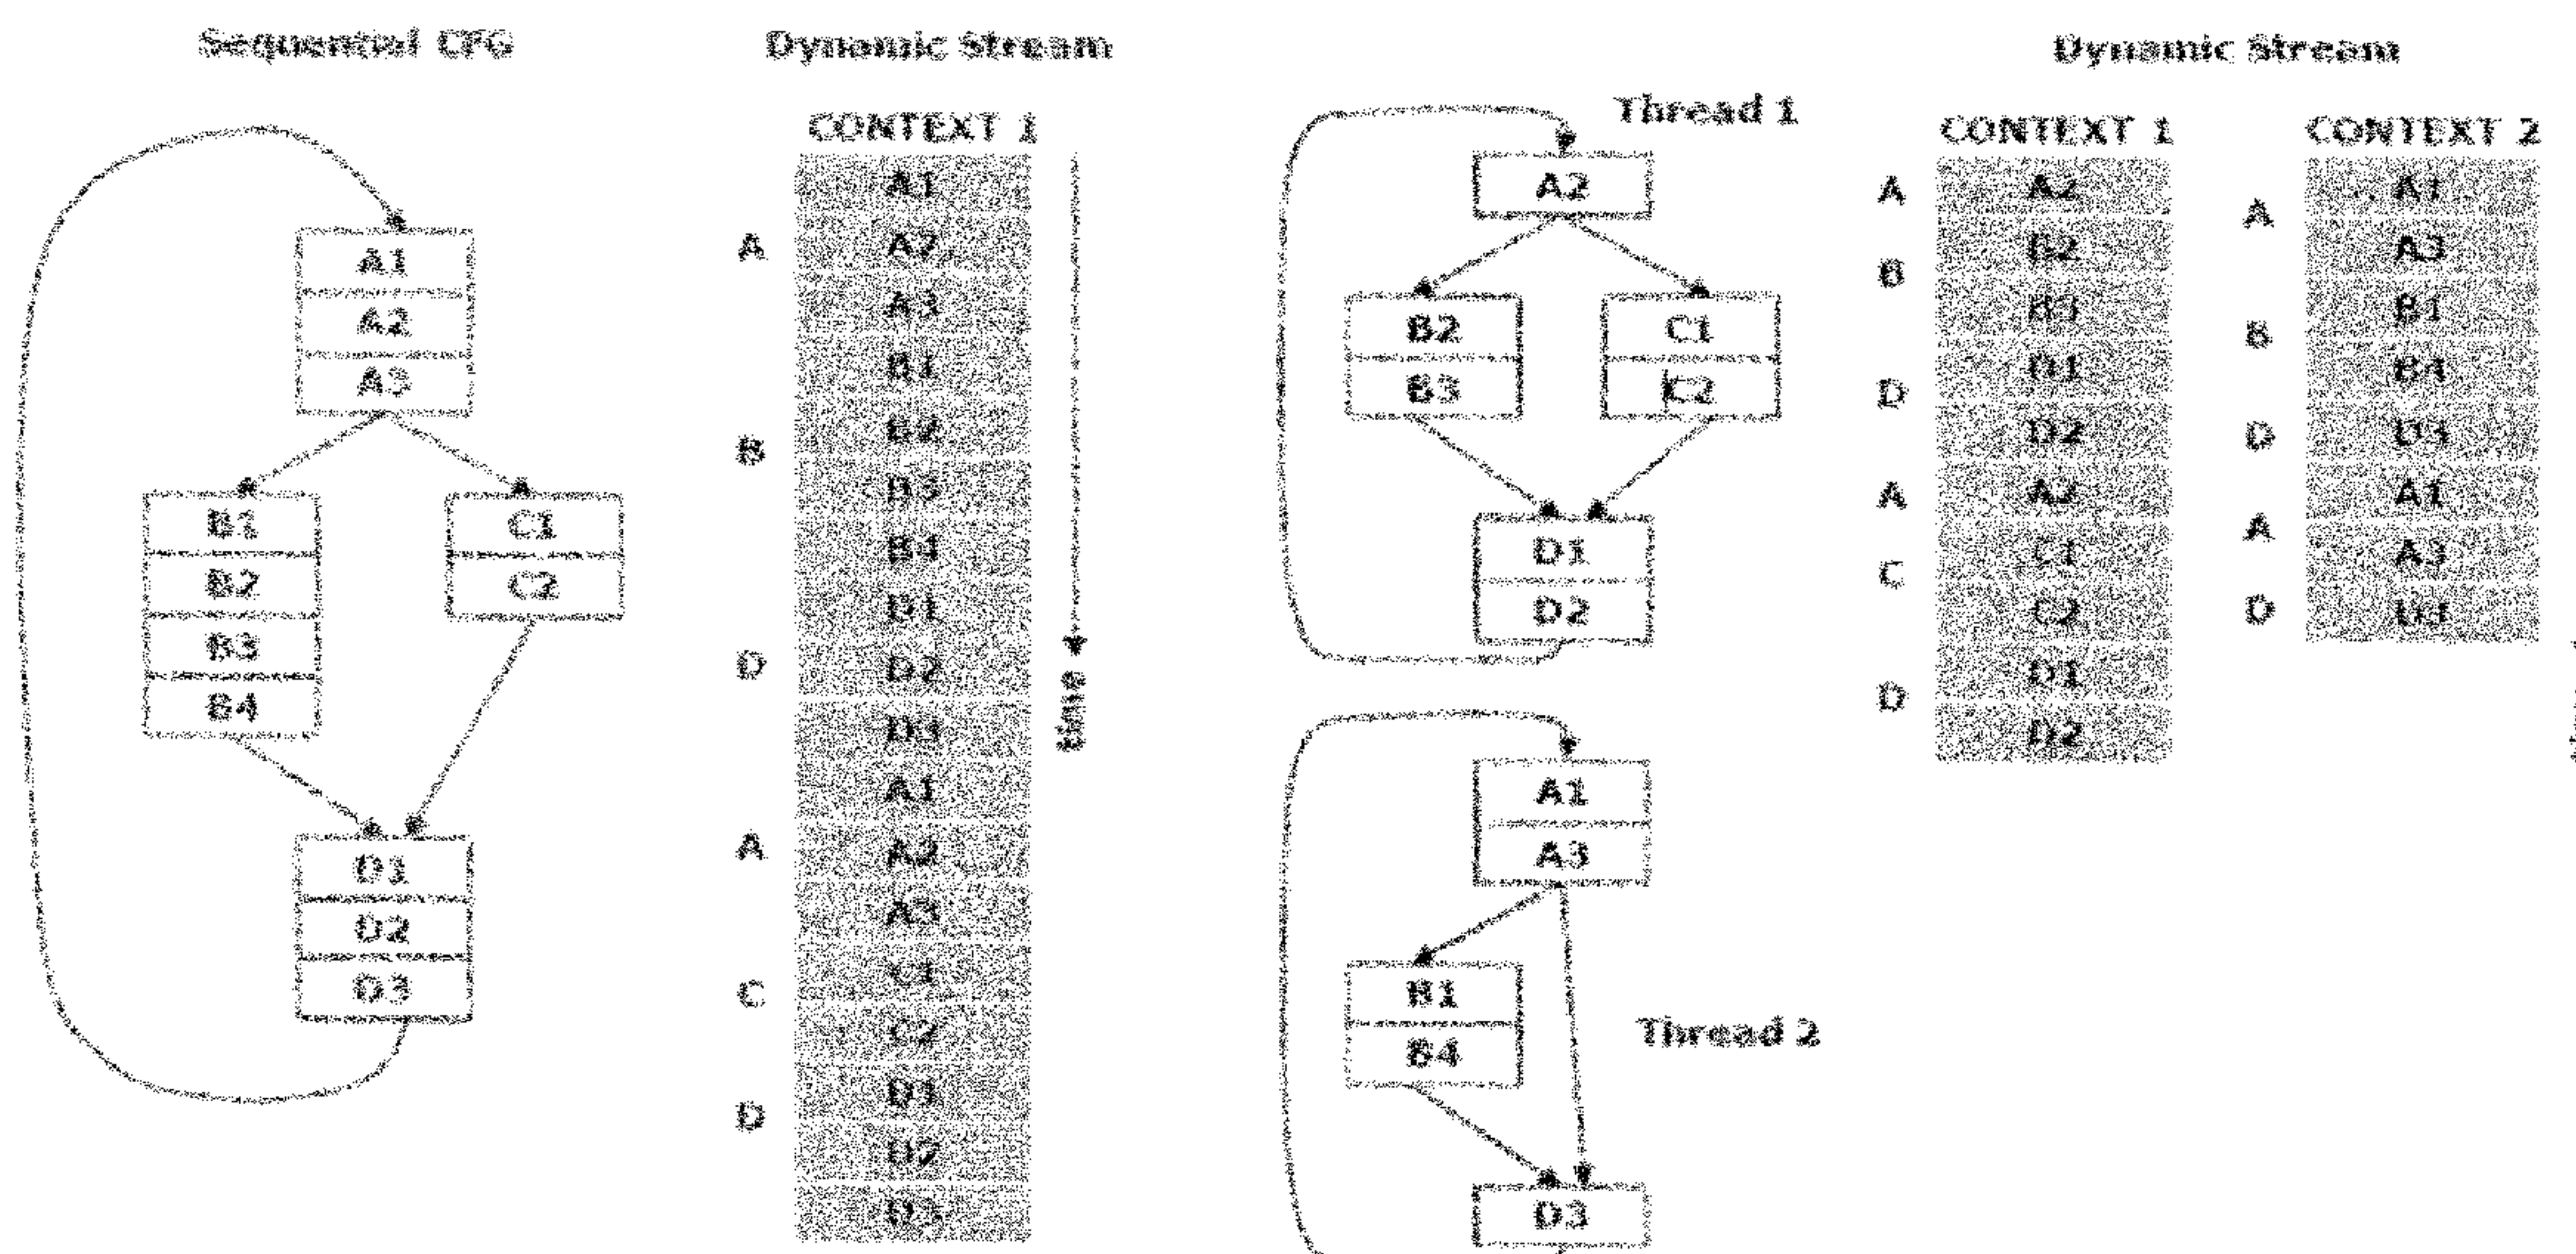 Sequential CFG
A1
A2
A3
B1
B2
B3
B4
C1
C2
D1
D2
D3
Dynamic Stream
CONTEXT 1
A
B
D
A
C
D
A1
A2
A3
B1
B2
B3
B4
D1
D2
D3
A1
A2
A3
C1
C2
D1
D2
D3
time
Thread 1
A2
B2
B3
C1
C2
D1
D2
A1
A3
B1
B4
Thread 2
D3
Dynamic Stream
CONTEXT 1
A
B
D
A
C
D
A2
B2
B3
D1
D2
A2
C1
C2
D1
D2
CONTEXT 2
A
B
D
A
D
A1
A3
B1
B4
D3
A1
A3
D3